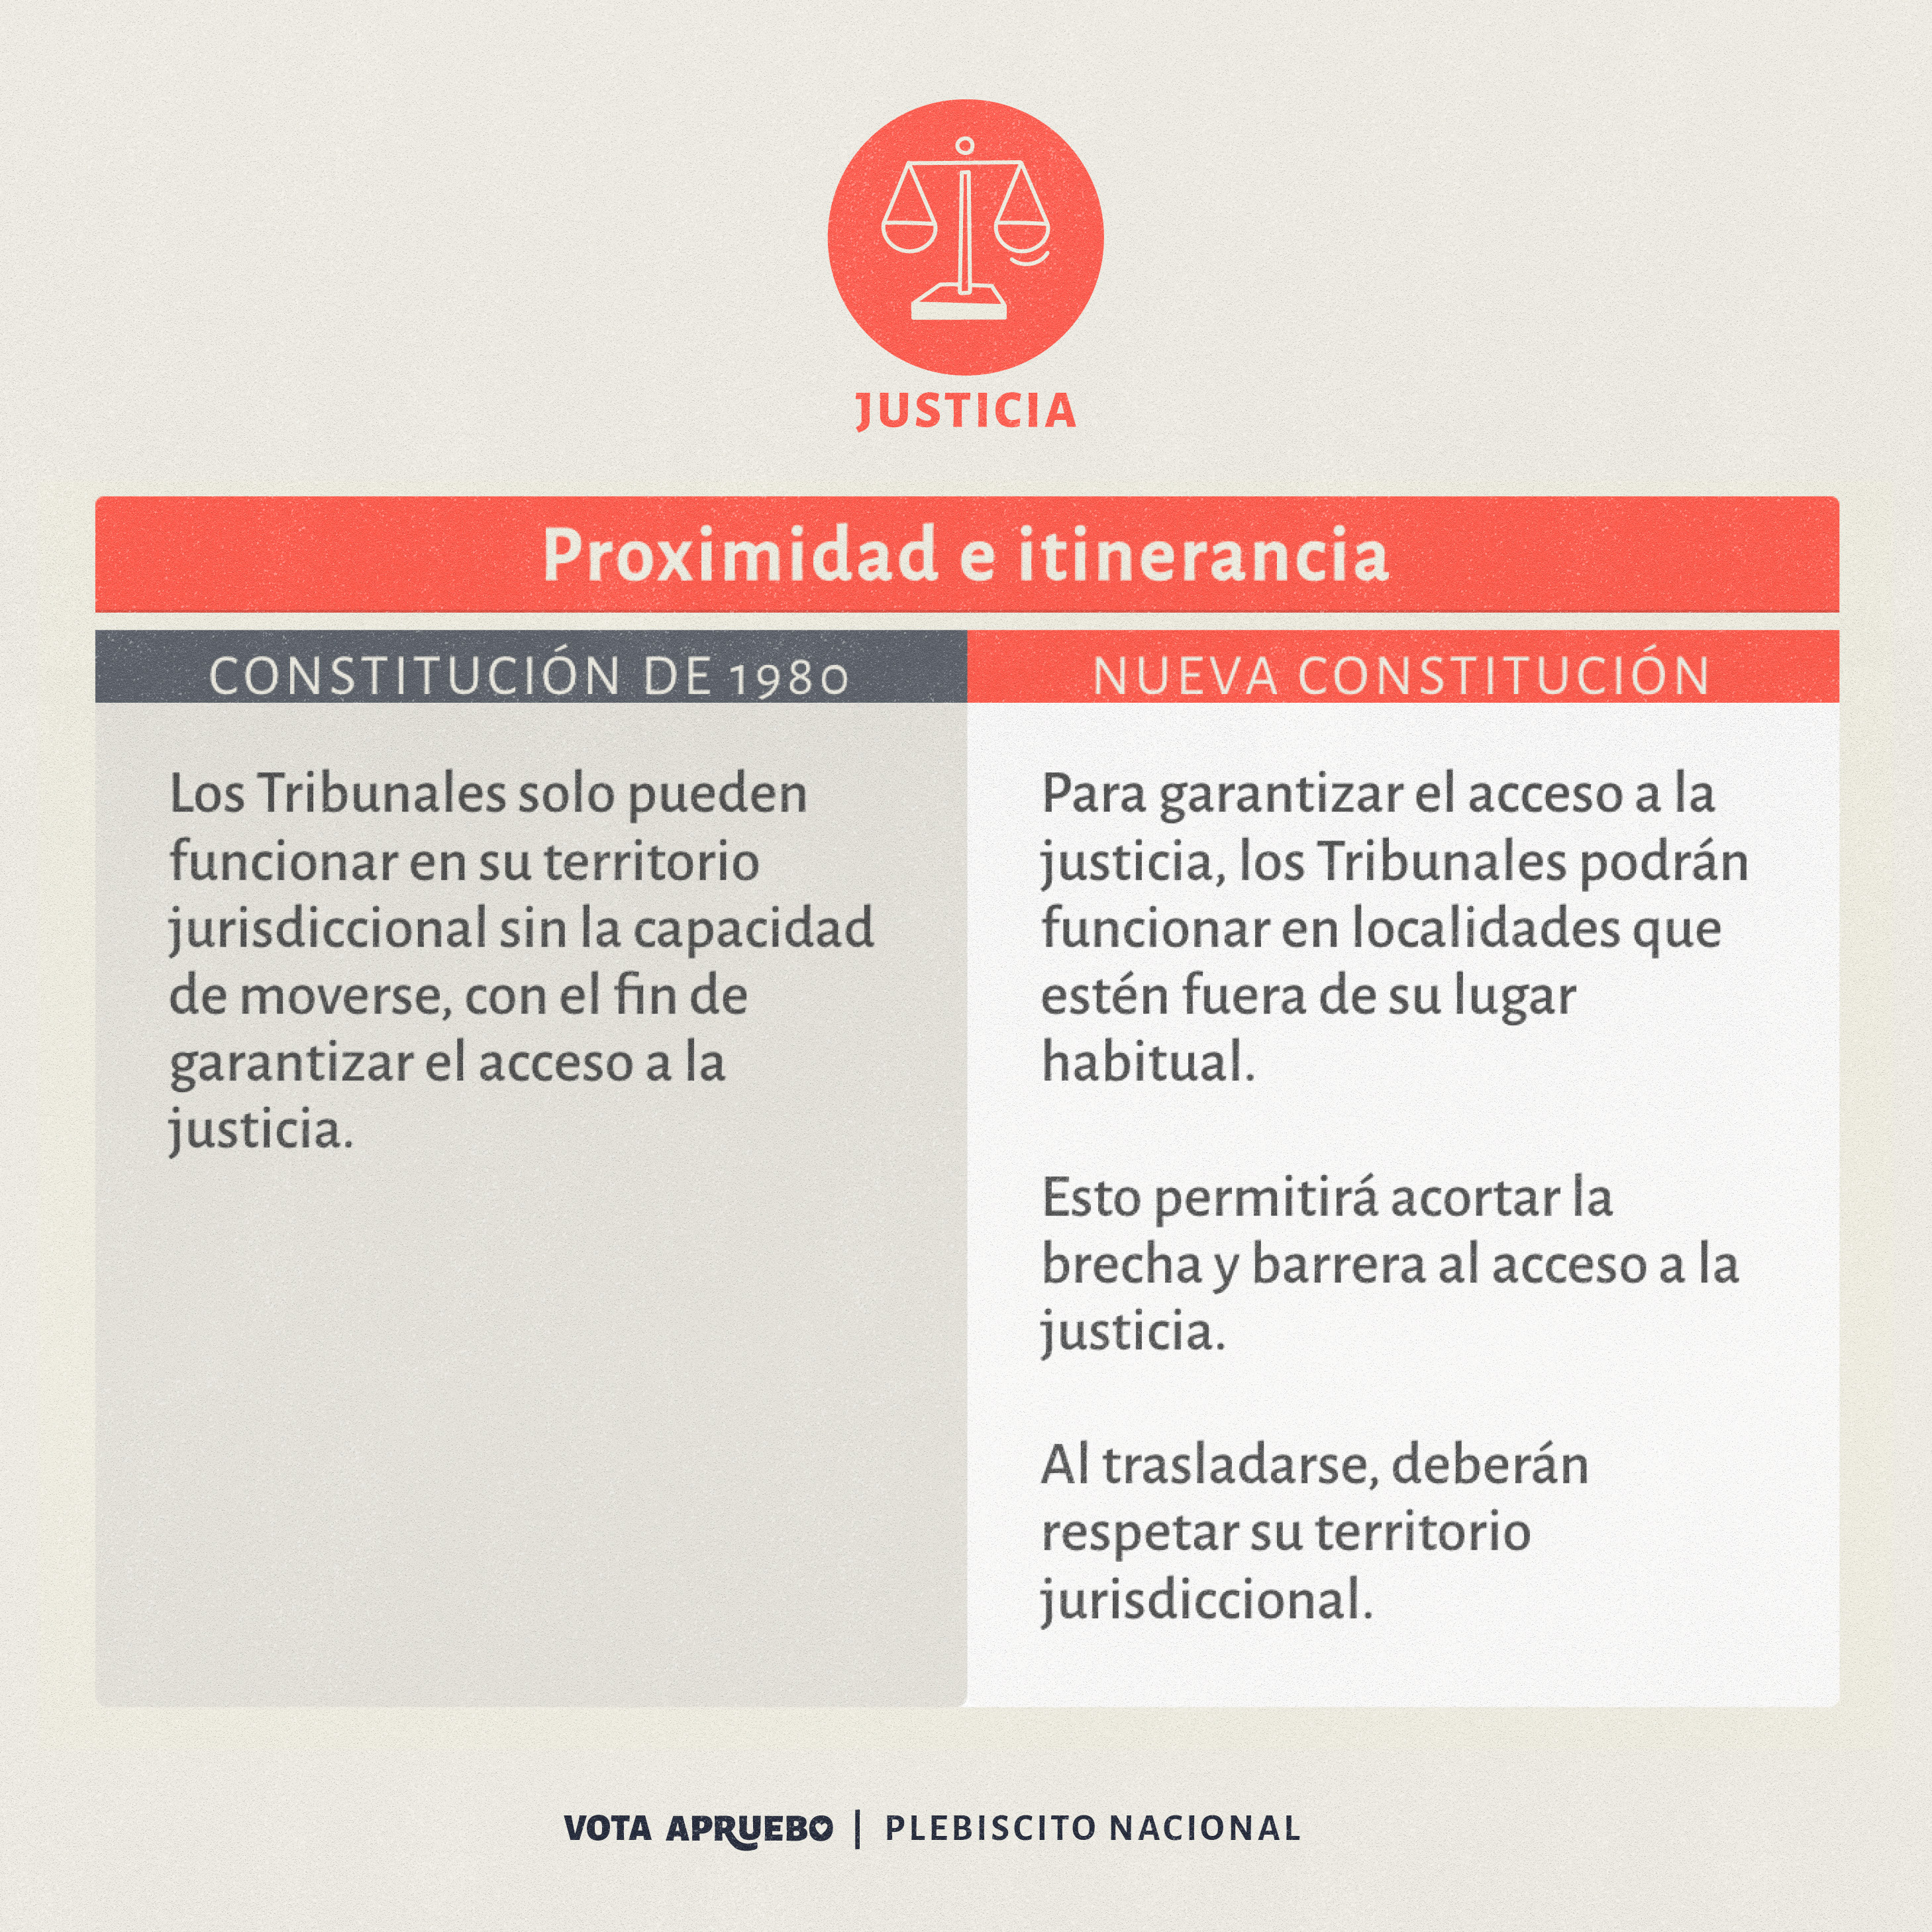 JUSTICIA
Proximidad e itinerancia
CONSTITUCIÓN DE 1980
Los Tribunales solo pueden
funcionar en su territorio
jurisdiccional sin la capacidad
de moverse, con el fin de
garantizar el acceso a la
justicia.
NUEVA CONSTITUCIÓN
Para garantizar el acceso a la
justicia, los Tribunales podrán
funcionar en localidades que
estén fuera de su lugar
habitual.
Esto permitirá acortar la
brecha y barrera al acceso a la
justicia.
Al trasladarse, deberán
respetar su territorio
jurisdiccional.
VOTA APRUEBO | PLEBISCITO NACIONAL